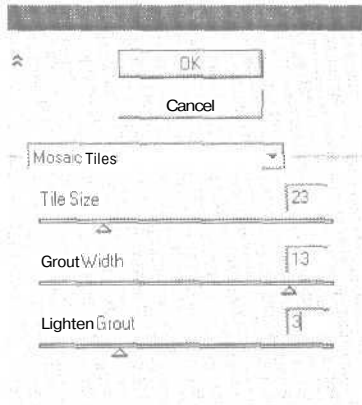 OK
Cancel
Mosaic Tiles
Tile Size 23
Grout Width 13
Lighten Grout 3